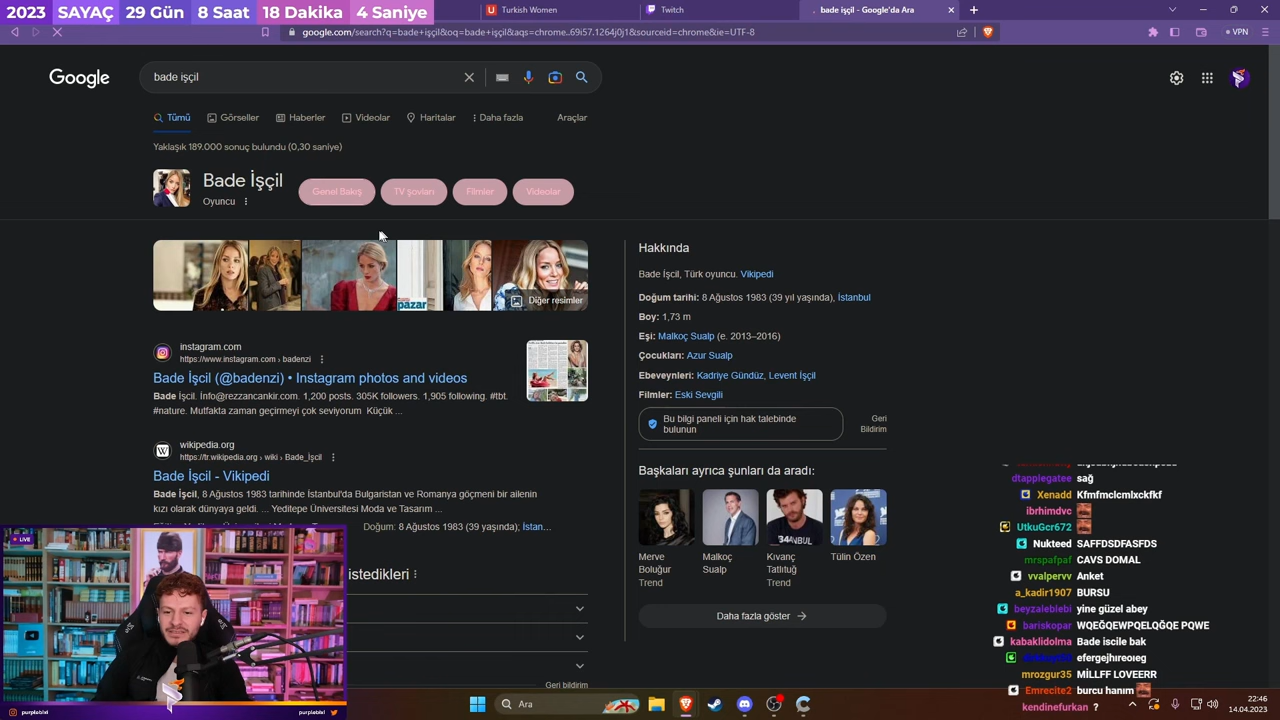 2023 SAYAÇ 29 Gün 8 Saat 18 Dakika 4 Saniye
Turkish Women
Twitch
bade işçil - Google'da Ara
google.com/search?q=bade+işçil&oq=bade+işçil&aqs=chrome..69i57.1264j0j1&sourceid=chrome&ie=UTF-8
VPN
Google
bade işçil
Tümü
Görseller
Haberler
Videolar
Haritalar
Daha fazla
Araçlar
Yaklaşık 189.000 sonuç bulundu (0,30 saniye)
Bade İşçil
Oyuncu
Genel Bakış
TV şovları
Filmler
Videolar
pazar
Diğer resimler
instagram.com
https://www.instagram.com › badenzi
Bade İşcil (@badenzi) • Instagram photos and videos
Bade İşcil. İnfo@rezzancankir.com. 1,200 posts. 305K followers. 1,905 following. #tbt.
#nature. Mutfakta zaman geçirmeyi çok seviyorum Küçük ...
wikipedia.org
https://tr.wikipedia.org › wiki › Bade_İşcil
Bade İşcil - Vikipedi
Bade İşcil, 8 Ağustos 1983 tarihinde İstanbul'da Bulgaristan ve Romanya göçmeni bir ailenin
kızı olarak dünyaya geldi. ... Yeditepe Üniversitesi Moda ve Tasarım ...
Doğum: 8 Ağustos 1983 (39 yaşında); İstan...
istedikleri
Geri bildirim
Hakkında
Bade İşcil, Türk oyuncu. Vikipedi
Doğum tarihi: 8 Ağustos 1983 (39 yıl yaşında), İstanbul
Boy: 1,73 m
Eşi: Malkoç Sualp (e. 2013–2016)
Çocukları: Azur Sualp
Ebeveynleri: Kadriye Gündüz, Levent İşçil
Filmler: Eski Sevgili
Bu bilgi paneli için hak talebinde
bulunun
Geri
Bildirim
Başkaları ayrıca şunları da aradı:
Merve
Boluğur
Trend
Malkoç
Sualp
Kıvanç
Tatlıtuğ
Trend
Tülin Özen
Daha fazla göster
dtapplegatee sağ
Xenadd Kfmfmclcmlxckfkf
ibrhimdvc
UtkuGcr672
Nukteed SAFFDSDFASFDS
mrspafpaf CAVS DOMAL
vvalpervv Anket
a_kadir1907 BURSU
beyzaleblebi yine güzel abey
bariskopar WQEĞQEWPQELQĞQE PQWE
kabaklidolma Bade iscile bak
efergejhıreoıeg
mrozgur35 MİLLFF LOVEERR
Emrecite2 burcu hanım
kendinefurkan ?
LIVE
purplebixi
purplebixi
Ara
22:46
14.04.2023